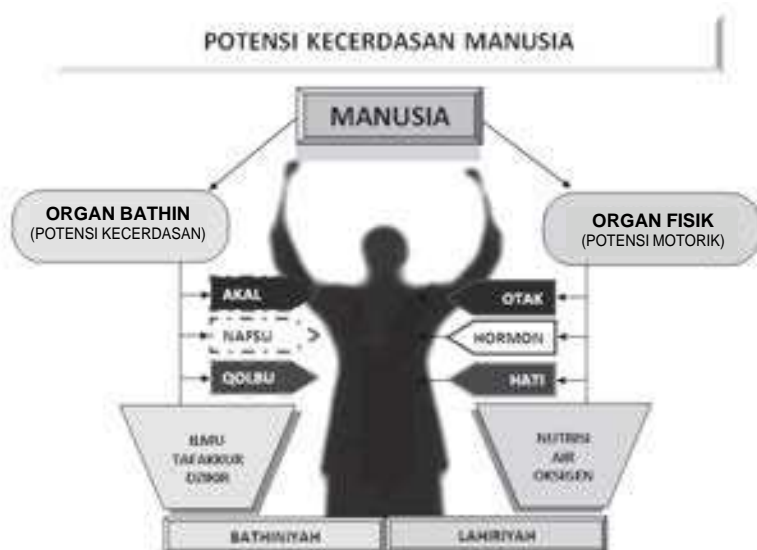 POTENSI KECERDASAN MANUSIA
MANUSIA
ORGAN BATHIN
(POTENSI KECERDASAN)
ORGAN FISIK
(POTENSI MOTORIK)
AKAL
OTAK
NAFSU
HORMON
QOLBU
HATI
ILMU
TAFAKKUR
DZIKIR
NUTRISI
AIR
OKSIGEN
BATHINIYAH
LAHIRIYAH